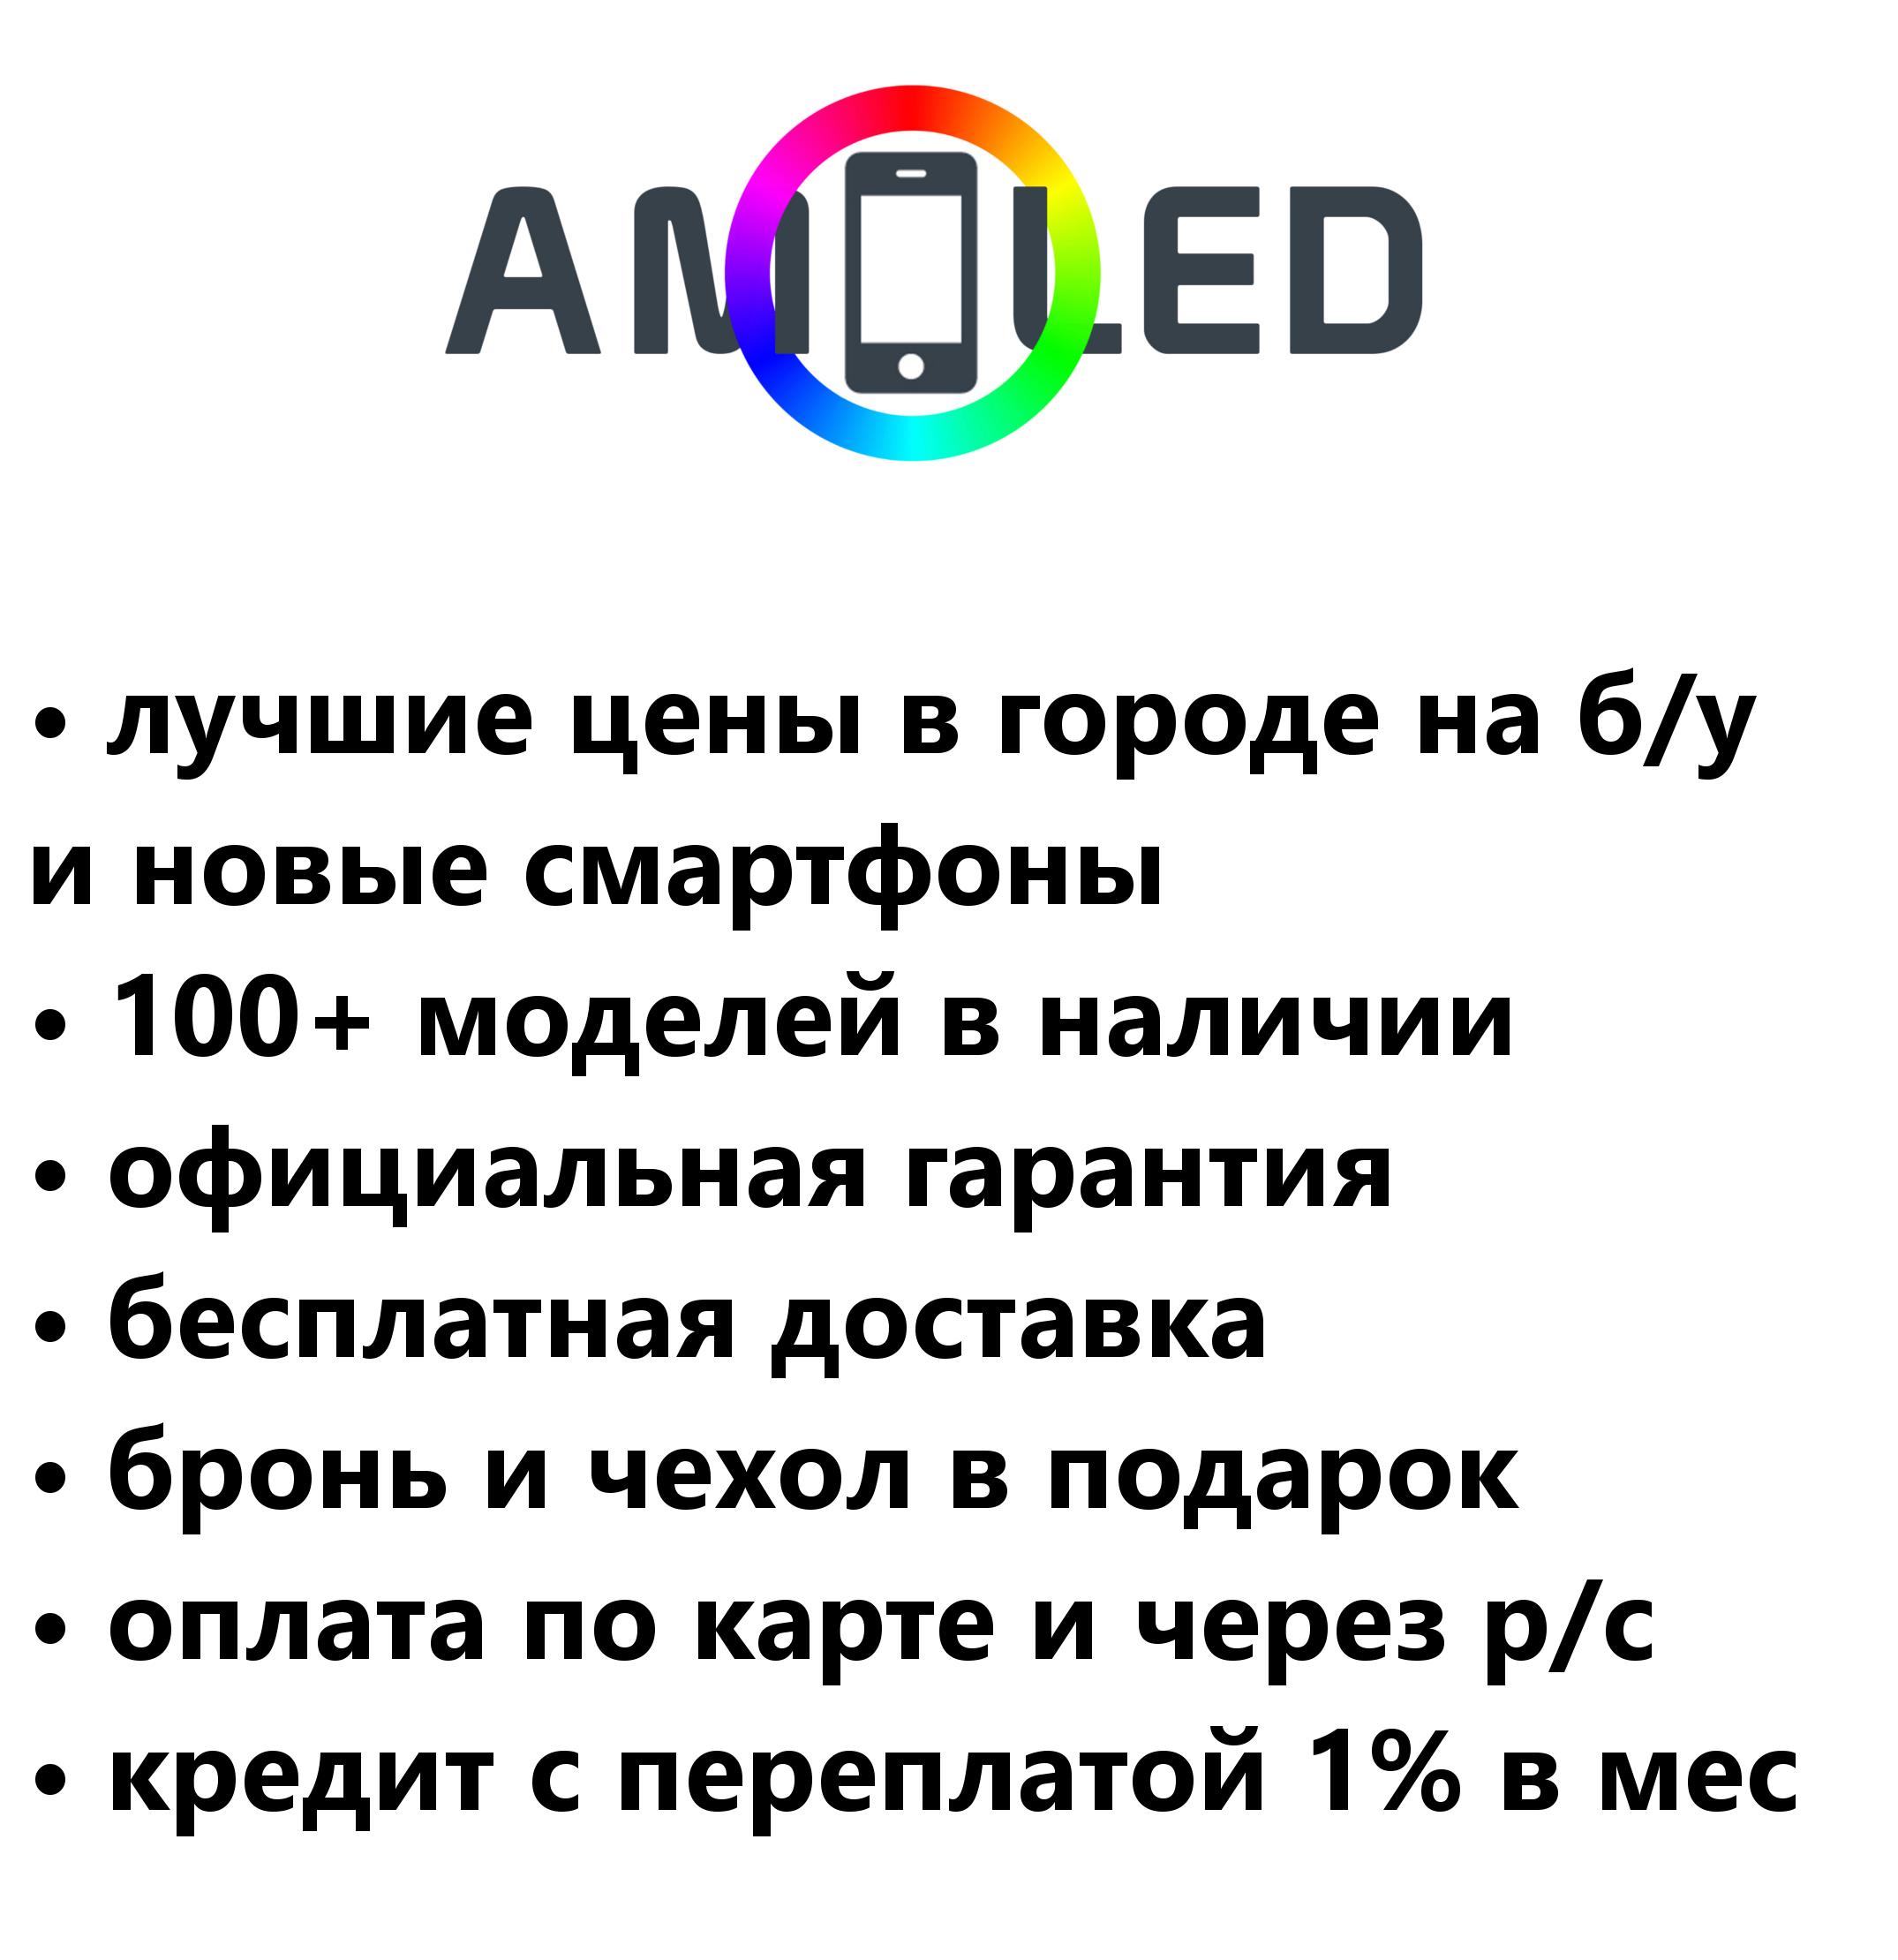 AMOLED
• лучшие цены в городе на б/у
и новые смартфоны
• 100+ моделей в наличии
• официальная гарантия
• бесплатная доставка
• бронь и чехол в подарок
• оплата по карте и через р/с
• кредит с переплатой 1% в мес